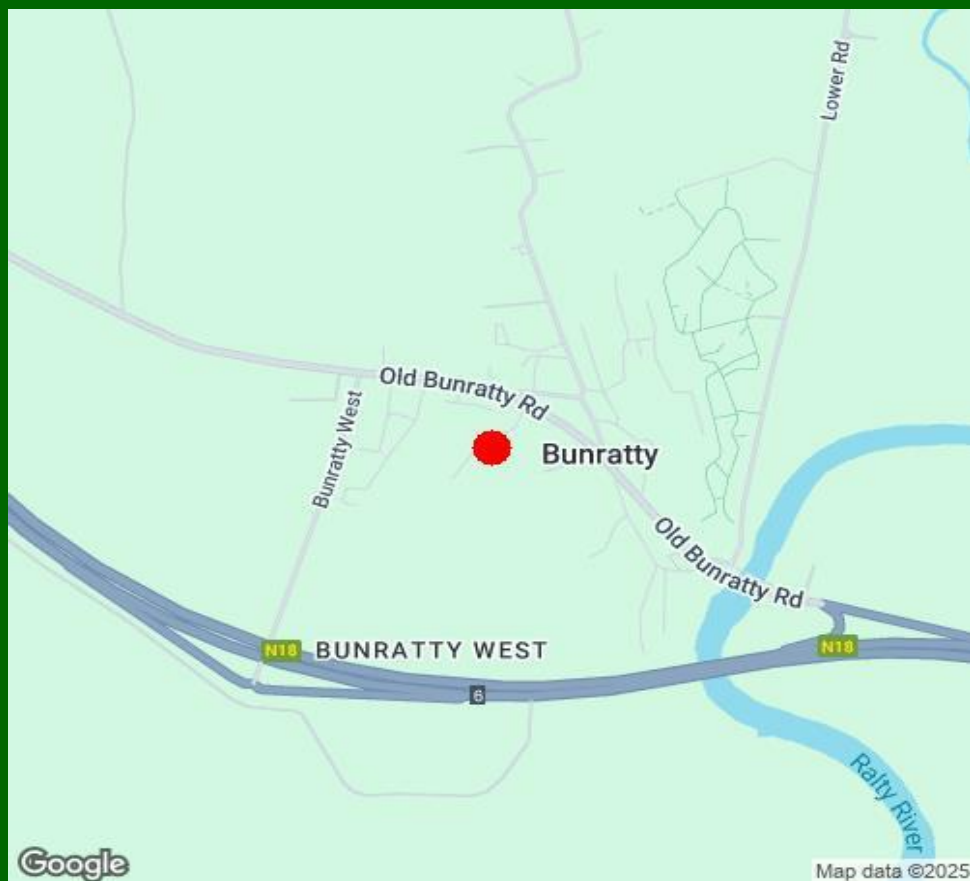 Lower Rd
Old Bunratty Rd
Bunratty West
Bunratty
Old Bunratty Rd
N18
BUNRATTY WEST
N18
6
Ralty River
Google
Map data ©2025